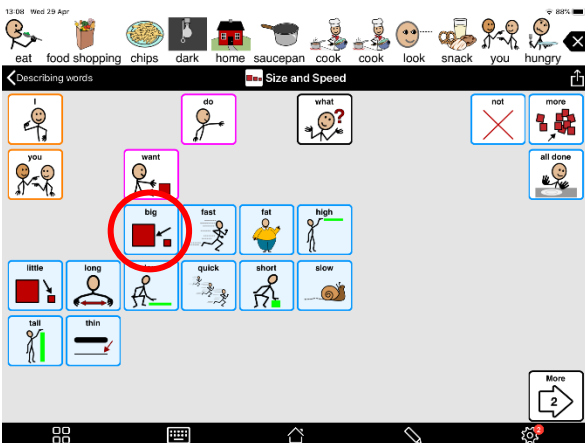 13:08 Wed 29 Apr
88%
eat food shopping chips dark home saucepan cook cook look snack you hungry
Describing words
Size and Speed
I do what not more
you want all done
big fast fat high
little long quick short slow
tall thin
More
2
2